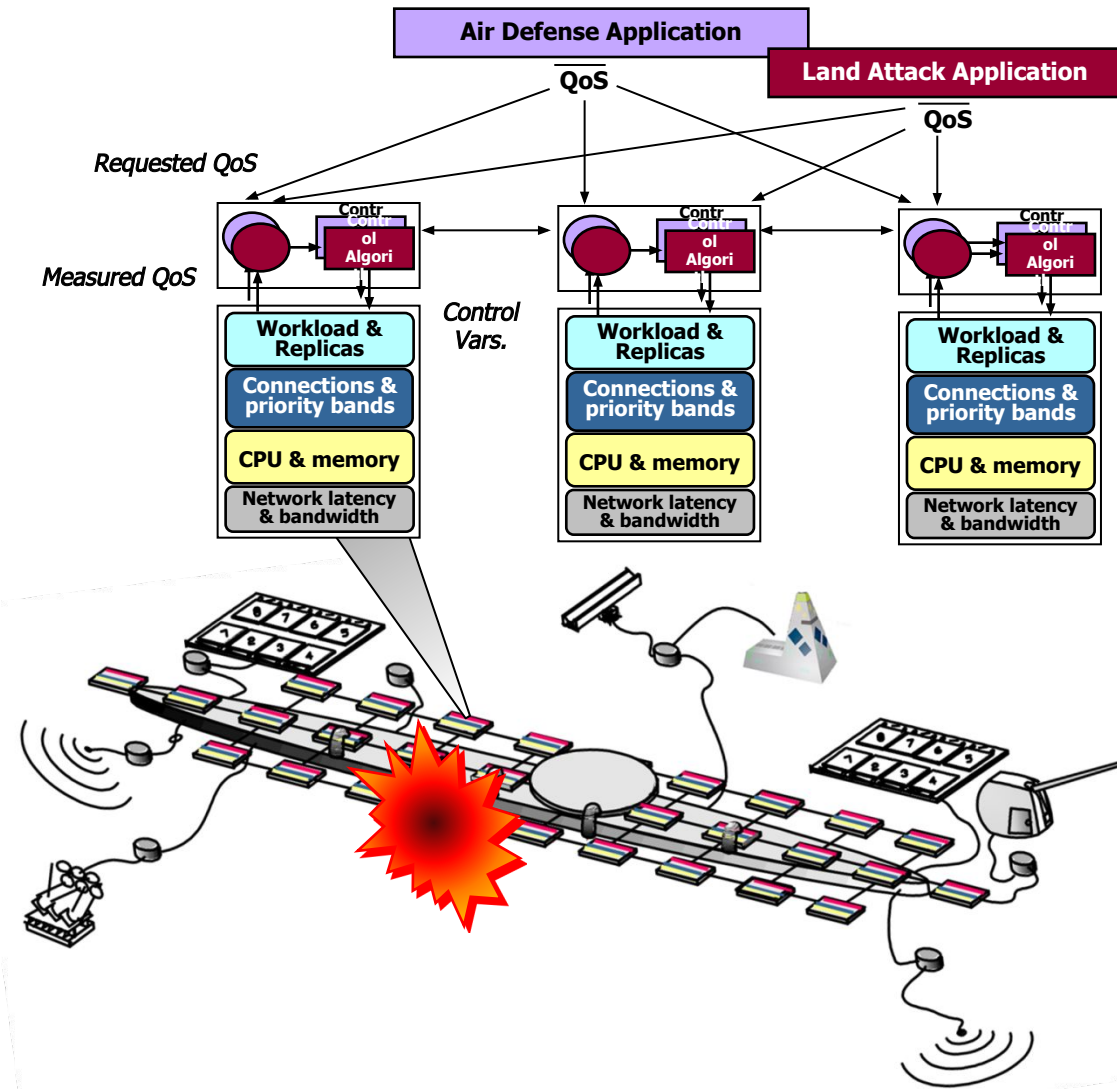 Air Defense Application
Land Attack Application
QoS
QoS
Requested QoS
Contr
Contr
ol
Algori
Contr
Contr
ol
Algori
Contr
Contr
ol
Algori
Measured QoS
Control
Vars.
Workload &
Replicas
Connections &
priority bands
CPU & memory
Network latency
& bandwidth
Workload &
Replicas
Connections &
priority bands
CPU & memory
Network latency
& bandwidth
Workload &
Replicas
Connections &
priority bands
CPU & memory
Network latency
& bandwidth